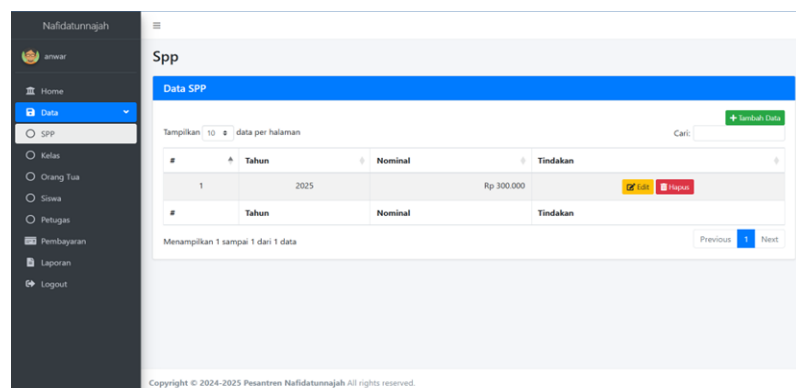 Nafidatunnajah
anwar
Home
Data
SPP
Kelas
Orang Tua
Siswa
Petugas
Pembayaran
Laporan
Logout
Spp
Data SPP
Tambah Data
Tampilkan 10 data per halaman
Cari:
# Tahun Nominal Tindakan
1 2025 Rp 300.000 Edit Hapus
# Tahun Nominal Tindakan
Menampilkan 1 sampai 1 dari 1 data
Previous 1 Next
Copyright © 2024-2025 Pesantren Nafidatunnajah All rights reserved.